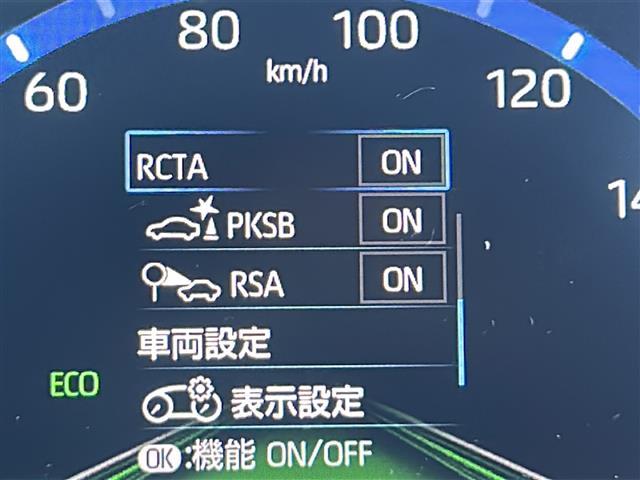 80 100
km/h
60 120
14
RCTA ON
PKSB ON
RSA ON
車両設定
ECO
表示設定
OK:機能 ON/OFF